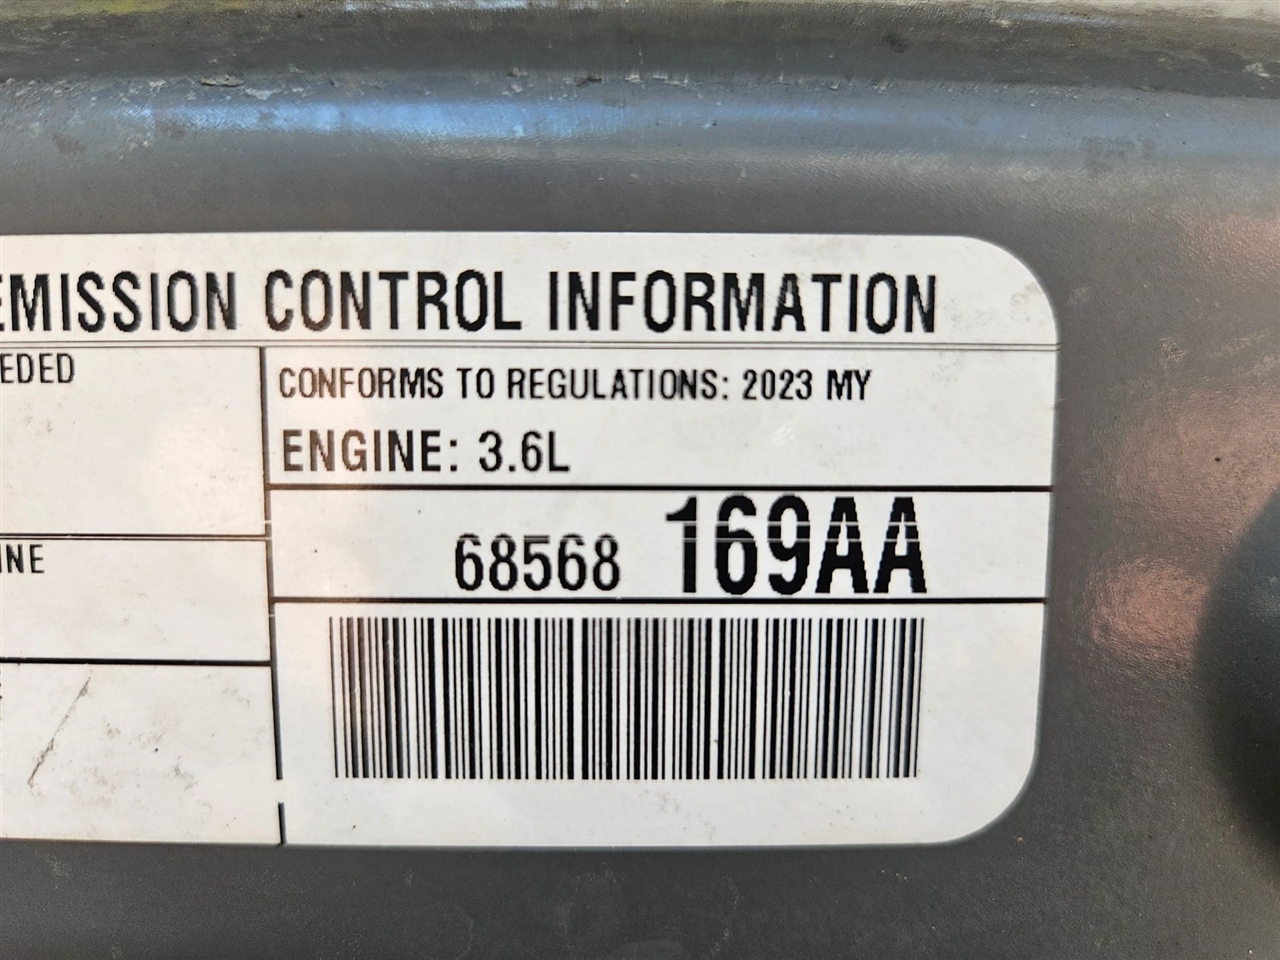 EMISSION CONTROL INFORMATION
EDED
CONFORMS TO REGULATIONS: 2023 MY
ENGINE: 3.6L
INE
68568 169AA